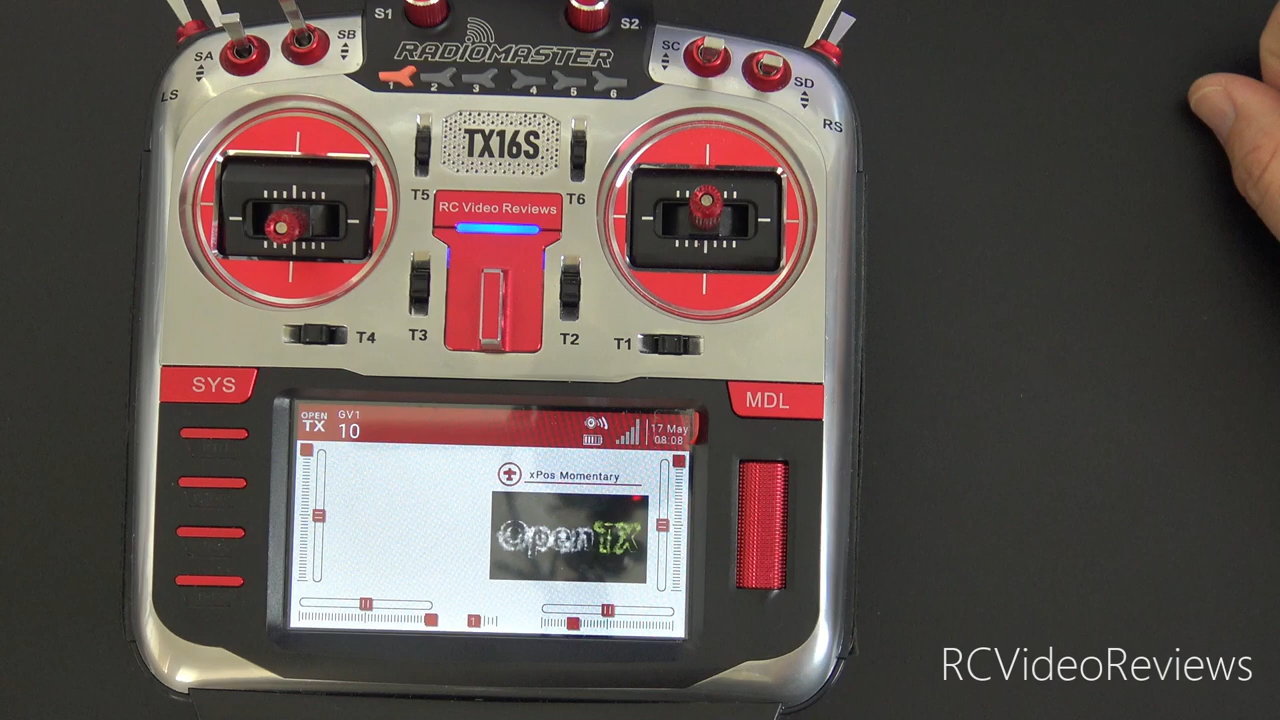 S1
S2
SA
SB
SC
SD
LS
RS
RADIOMASTER
1 2 3 4 5 6
TX16S
T5
T6
RC Video Reviews
T4
T3
T2
T1
SYS
MDL
OPEN
TX
GV1
10
17 May
08:08
xPos Momentary
OpenTX
1
RCVideoReviews